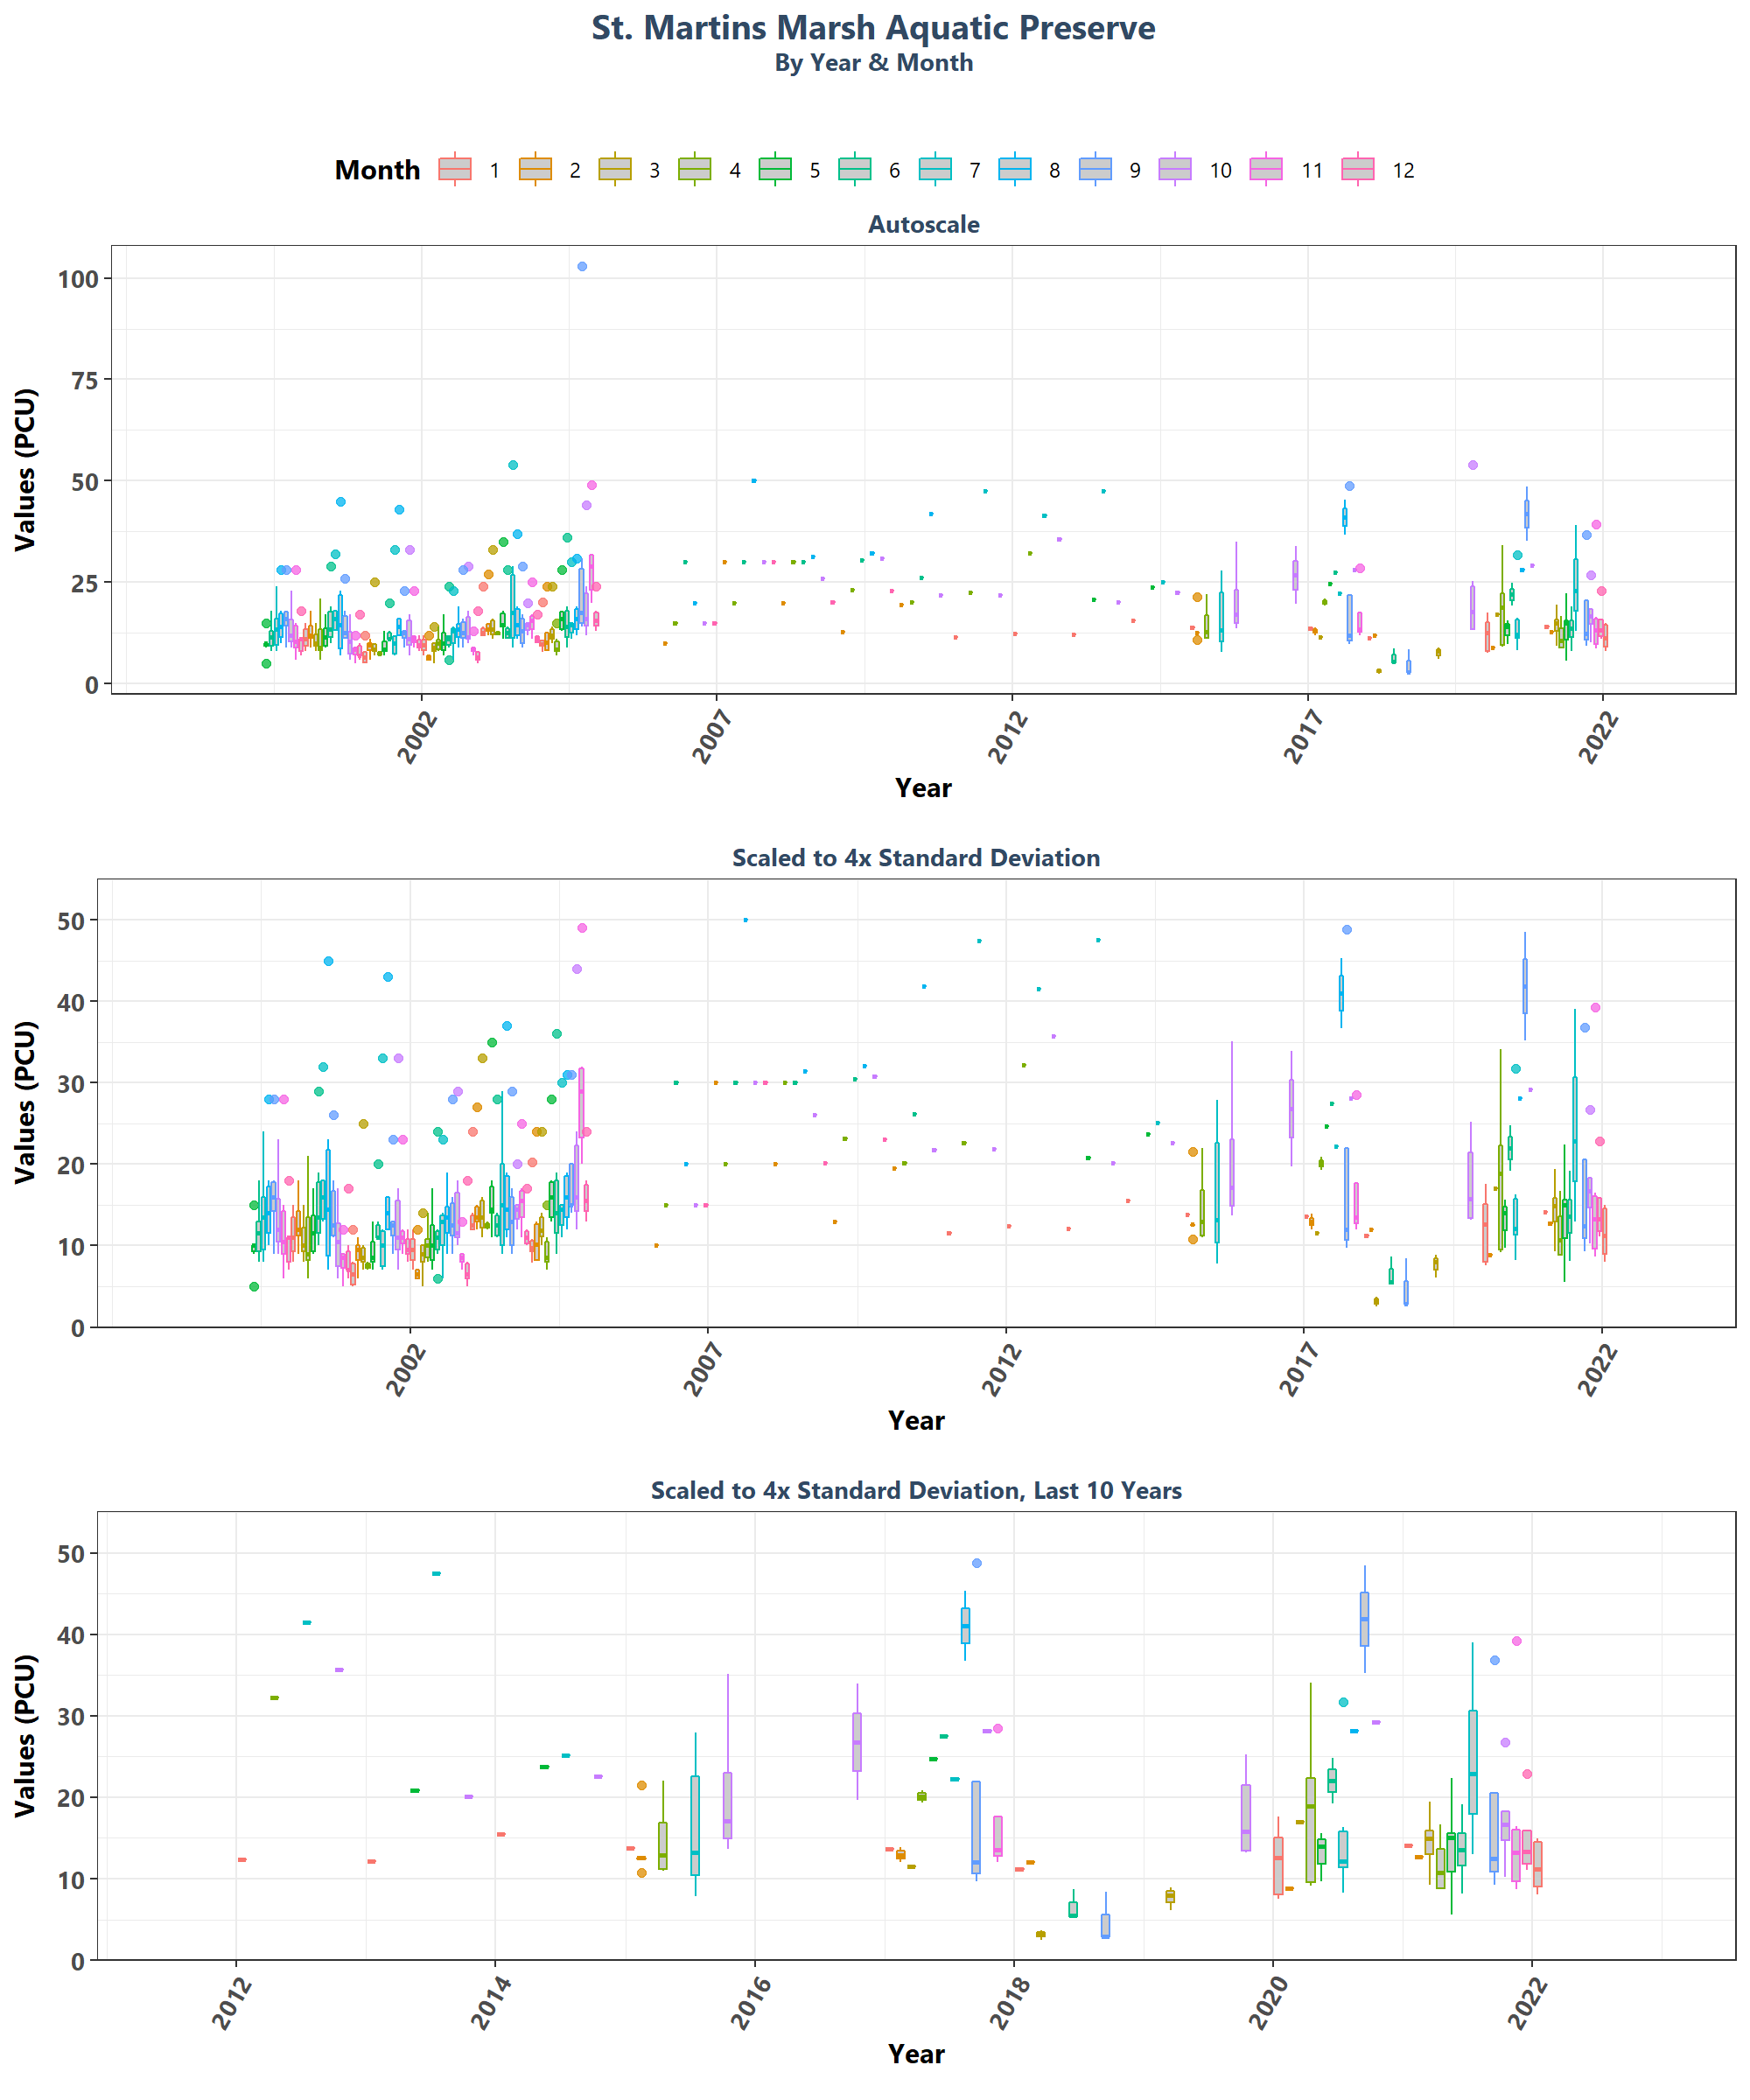 St. Martins Marsh Aquatic Preserve
By Year & Month
Month 1 2 3 4 5 6 7 8 9 10 11 12
Autoscale
Values (PCU)
100
75
50
25
0
2002 2007 2012 2017 2022
Year
Scaled to 4x Standard Deviation
Values (PCU)
50
40
30
20
10
0
2002 2007 2012 2017 2022
Year
Scaled to 4x Standard Deviation, Last 10 Years
Values (PCU)
50
40
30
20
10
0
2012 2014 2016 2018 2020 2022
Year